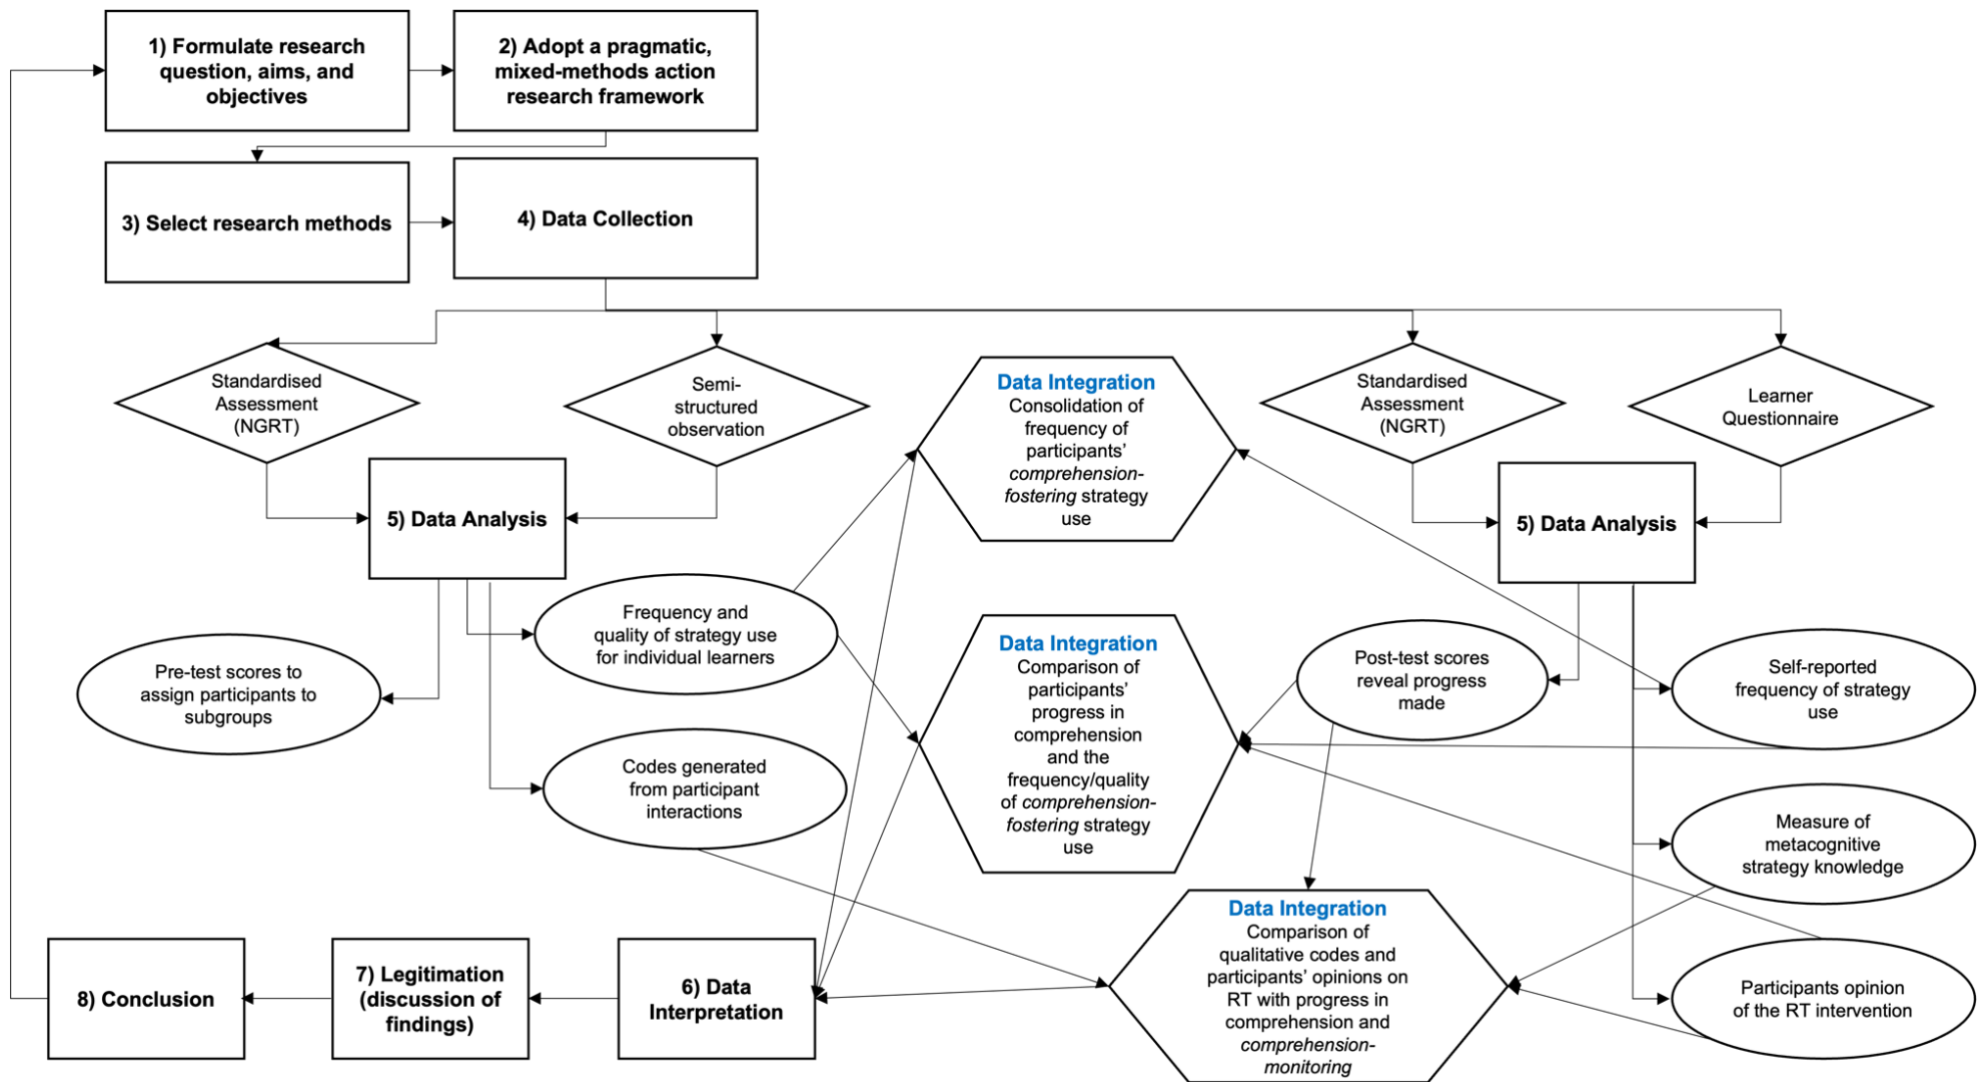 1) Formulate research
question, aims, and
objectives
2) Adopt a pragmatic,
mixed-methods action
research framework
3) Select research methods
4) Data Collection
Standardised
Assessment
(NGRT)
Semi-
structured
observation
Data Integration
Consolidation of
frequency of
participants’
comprehension-
fostering strategy
use
Standardised
Assessment
(NGRT)
Learner
Questionnaire
5) Data Analysis
5) Data Analysis
Frequency and
quality of strategy use
for individual learners
Pre-test scores to
assign participants to
subgroups
Codes generated
from participant
interactions
Data Integration
Comparison of
participants’
progress in
comprehension
and the
frequency/quality
of comprehension-
fostering strategy
use
Post-test scores
reveal progress
made
Self-reported
frequency of strategy
use
Measure of
metacognitive
strategy knowledge
Participants opinion
of the RT intervention
Data Integration
Comparison of
qualitative codes and
participants’ opinions on
RT with progress in
comprehension and
comprehension-
monitoring
6) Data
Interpretation
7) Legitimation
(discussion of
findings)
8) Conclusion